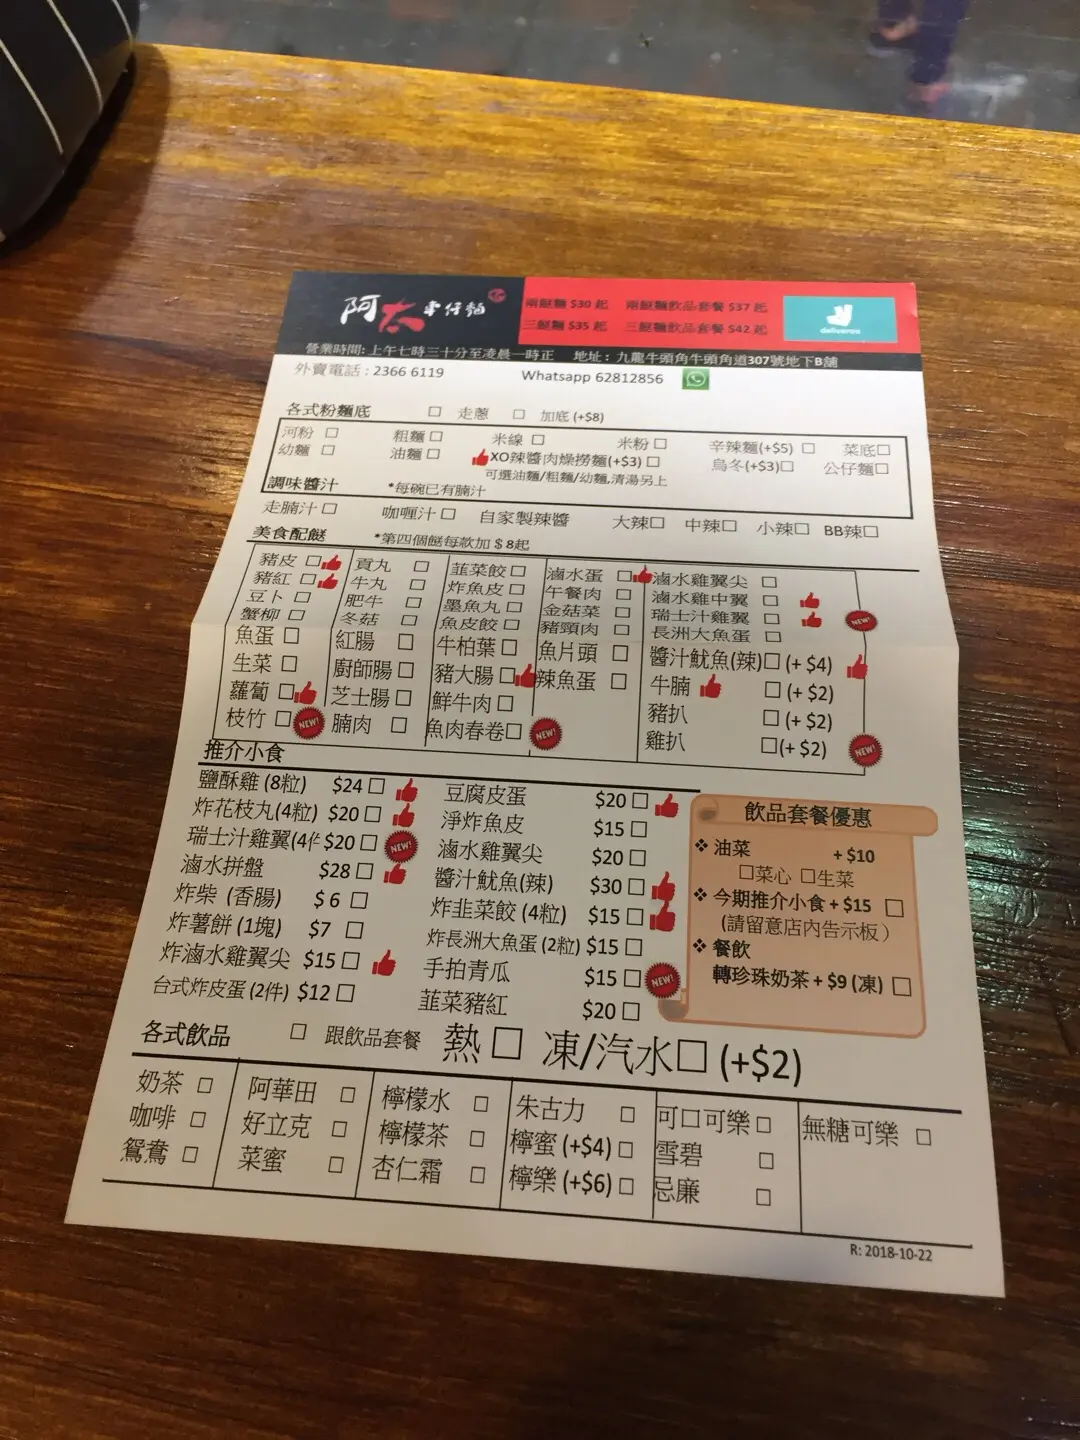 阿太車仔麵
兩餸麵 $30 起 兩餸麵飲品套餐 $37 起
三餸麵 $35 起 三餸麵飲品套餐 $42 起
deliveroo
營業時間: 上午七時三十分至凌晨一時正 地址: 九龍牛頭角牛頭角道307號地下B舖
外賣電話 : 2366 6119 Whatsapp 62812856
各式粉麵底 □ 走蔥 □ 加底 (+$8)
河粉 □ 粗麵 □ 米線 □ 米粉 □ 辛辣麵(+$5) □ 菜底 □
幼麵 □ 油麵 □ XO辣醬肉燥撈麵(+$3) □ 烏冬(+$3) □ 公仔麵 □
可選油麵/粗麵/幼麵,清湯另上
調味醬汁 *每碗已有腩汁
走腩汁 □ 咖喱汁 □ 自家製辣醬 大辣 □ 中辣 □ 小辣 □ BB辣 □
美食配餸 *第四個餸每款加 $ 8起
豬皮 □ 貢丸 □ 韮菜餃 □ 滷水蛋 □ 滷水雞翼尖 □
豬紅 □ 牛丸 □ 炸魚皮 □ 午餐肉 □ 滷水雞中翼 □
豆卜 □ 肥牛 □ 墨魚丸 □ 金菇菜 □ 瑞士汁雞翼 □ NEW!
蟹柳 □ 冬菇 □ 魚皮餃 □ 豬頸肉 □ 長洲大魚蛋 □
魚蛋 □ 紅腸 □ 牛柏葉 □ 魚片頭 □ 醬汁魷魚(辣) □ (+ $4)
生菜 □ 廚師腸 □ 豬大腸 □ 辣魚蛋 □ 牛腩 □ (+ $2)
蘿蔔 □ 芝士腸 □ 鮮牛肉 □ 豬扒 □ (+ $2)
枝竹 □ NEW! 腩肉 □ 魚肉春卷 □ NEW! 雞扒 □ (+ $2) NEW!
推介小食
鹽酥雞 (8粒) $24 □ 豆腐皮蛋 $20 □
炸花枝丸(4粒) $20 □ 淨炸魚皮 $15 □
瑞士汁雞翼(4件 $20 □ NEW! 滷水雞翼尖 $20 □
滷水拼盤 $28 □ 醬汁魷魚(辣) $30 □
炸柴 (香腸) $ 6 □ 炸韭菜餃 (4粒) $15 □
炸薯餅 (1塊) $7 □ 炸長洲大魚蛋 (2粒) $15 □
炸滷水雞翼尖 $15 □ 手拍青瓜 $15 □ NEW!
台式炸皮蛋 (2件) $12 □ 韮菜豬紅 $20 □
飲品套餐優惠
❖ 油菜 + $10
□菜心 □生菜
❖ 今期推介小食 + $15 □
(請留意店內告示板)
❖ 餐飲
轉珍珠奶茶 + $9 (凍) □
各式飲品 □ 跟飲品套餐 熱 □ 凍/汽水 □ (+$2)
奶茶 □ 阿華田 □ 檸檬水 □ 朱古力 □ 可口可樂 □ 無糖可樂 □
咖啡 □ 好立克 □ 檸檬茶 □ 檸蜜 (+$4) □ 雪碧 □
鴛鴦 □ 菜蜜 □ 杏仁霜 □ 檸樂 (+$6) □ 忌廉 □
R: 2018-10-22